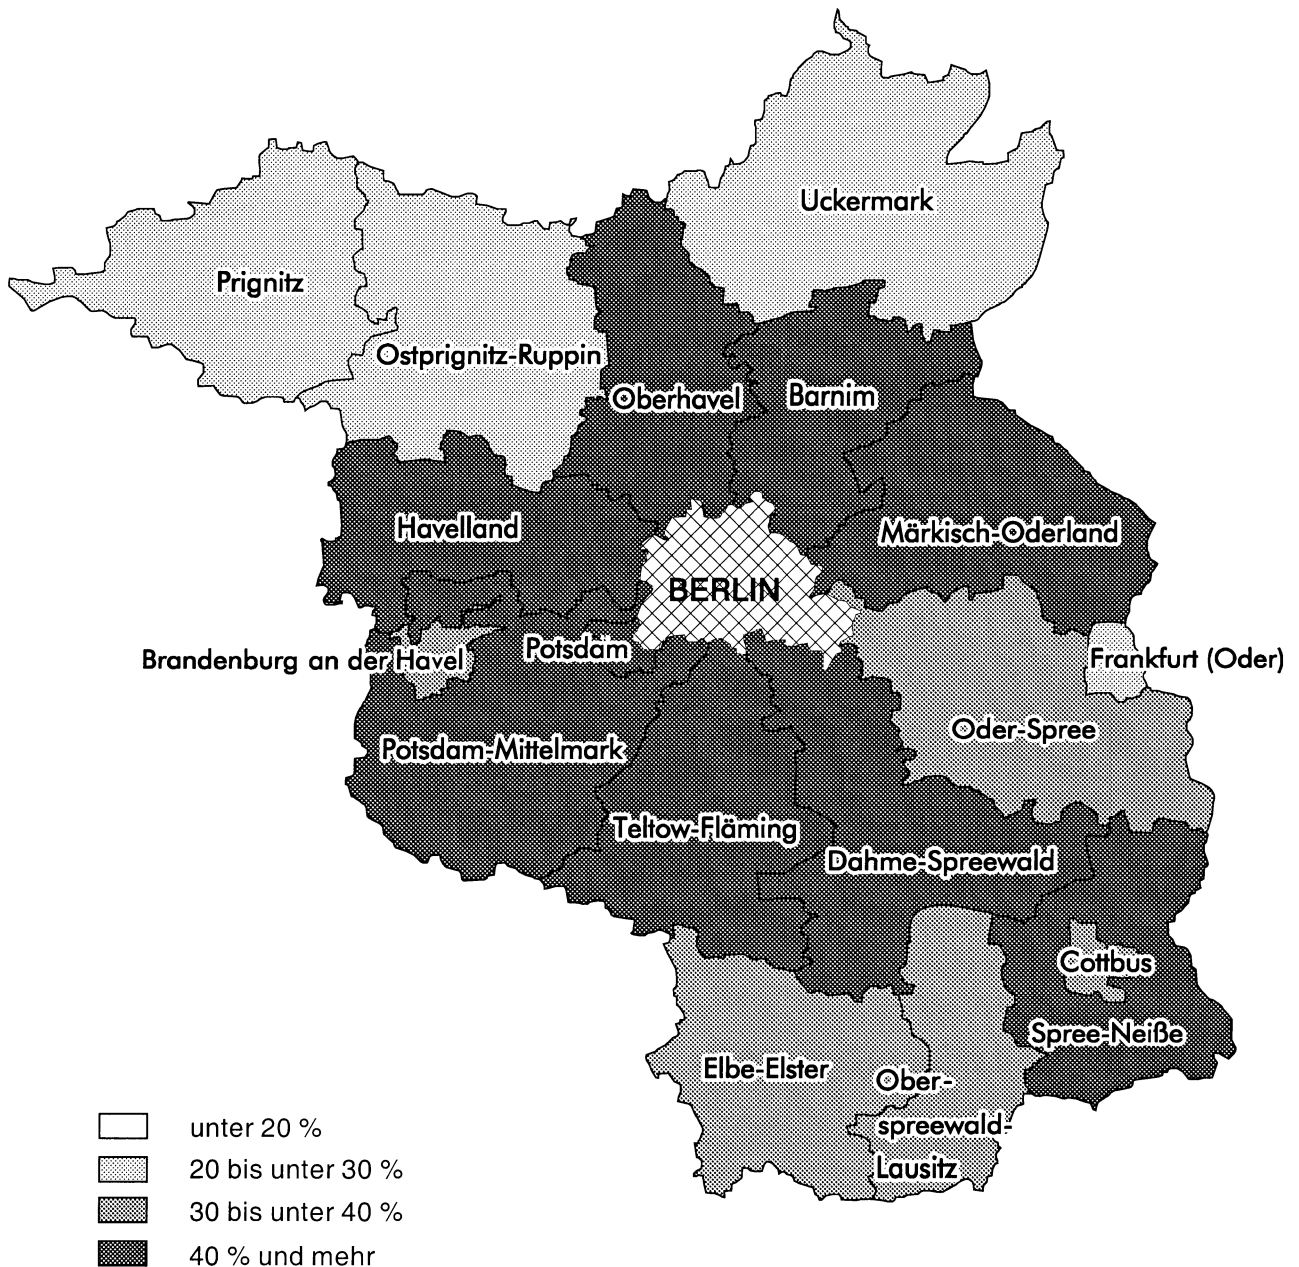 Uckermark
Prignitz
Ostprignitz-Ruppin
Oberhavel
Barnim
Havelland
Märkisch-Oderland
BERLIN
Potsdam
Brandenburg an der Havel
Frankfurt (Oder)
Oder-Spree
Potsdam-Mittelmark
Teltow-Fläming
Dahme-Spreewald
Cottbus
Spree-Neiße
Elbe-Elster
Ober-
spreewald-
Lausitz
unter 20 %
20 bis unter 30 %
30 bis unter 40 %
40 % und mehr